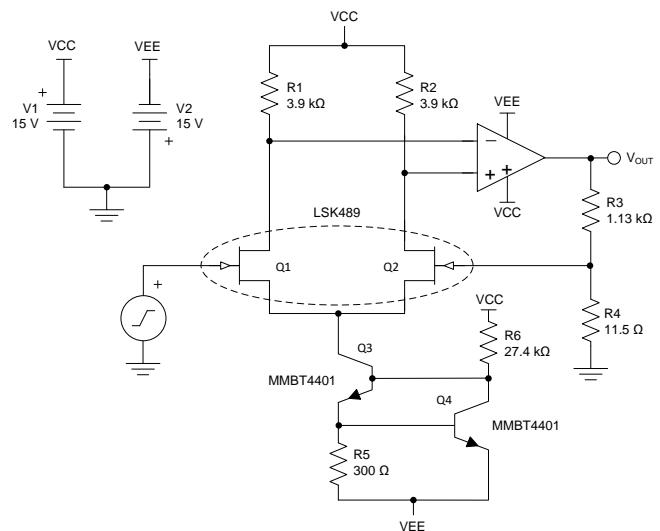 VCC
VCC
VEE
+
V1
15 V
V2
15 V
+
R1
3.9 kΩ
R2
3.9 kΩ
VEE
−
+
+
VCC
VOUT
R3
1.13 kΩ
LSK489
Q1
Q2
+
VCC
R4
11.5 Ω
R6
27.4 kΩ
Q3
MMBT4401
Q4
MMBT4401
R5
300 Ω
VEE